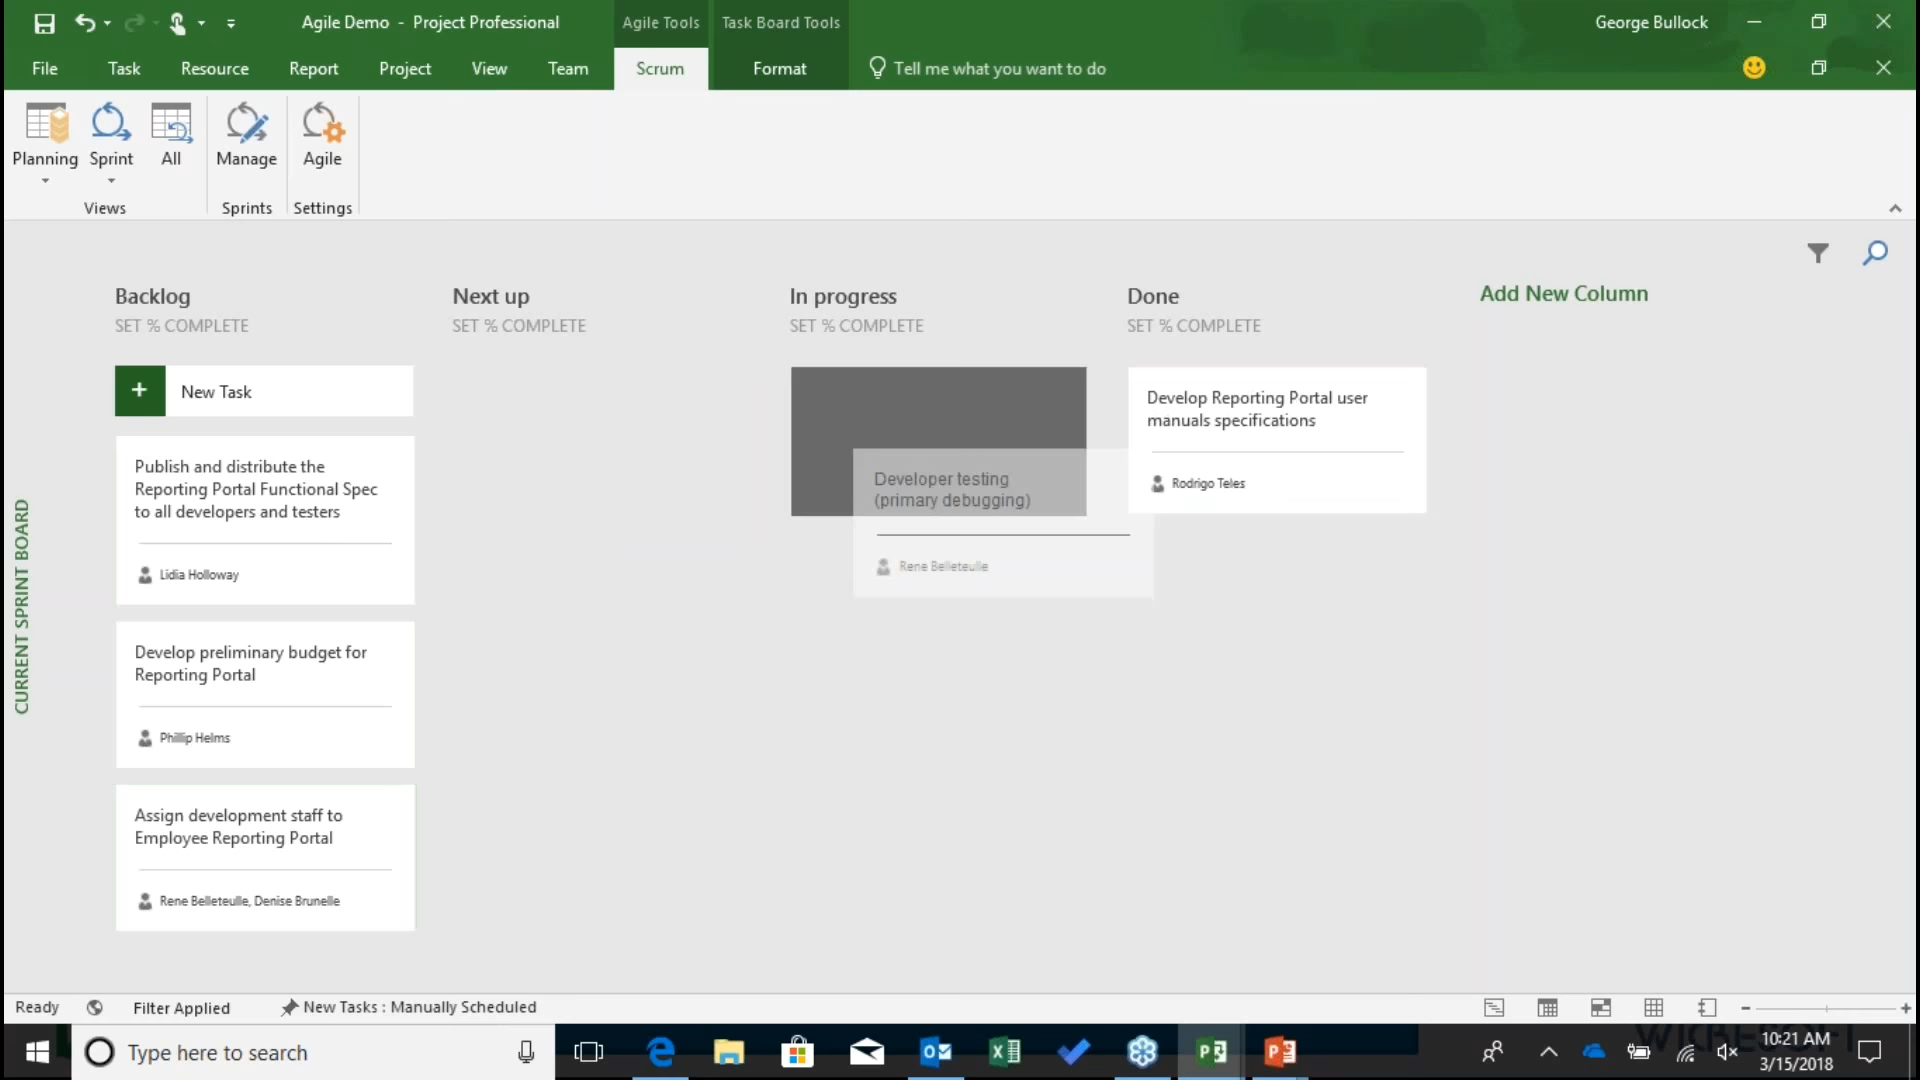 Agile Demo - Project Professional
Agile Tools
Task Board Tools
George Bullock
File
Task
Resource
Report
Project
View
Team
Scrum
Format
Tell me what you want to do
Planning
Sprint
All
Manage
Agile
Views
Sprints
Settings
CURRENT SPRINT BOARD
Backlog
SET % COMPLETE
Next up
SET % COMPLETE
In progress
SET % COMPLETE
Done
SET % COMPLETE
Add New Column
+ New Task
Publish and distribute the
Reporting Portal Functional Spec
to all developers and testers
Lidia Holloway
Develop preliminary budget for
Reporting Portal
Phillip Helms
Assign development staff to
Employee Reporting Portal
Rene Belleteulle, Denise Brunelle
Developer testing
(primary debugging)
Rene Belleteulle
Develop Reporting Portal user
manuals specifications
Rodrigo Teles
Ready
Filter Applied
New Tasks : Manually Scheduled
Type here to search
10:21 AM
3/15/2018